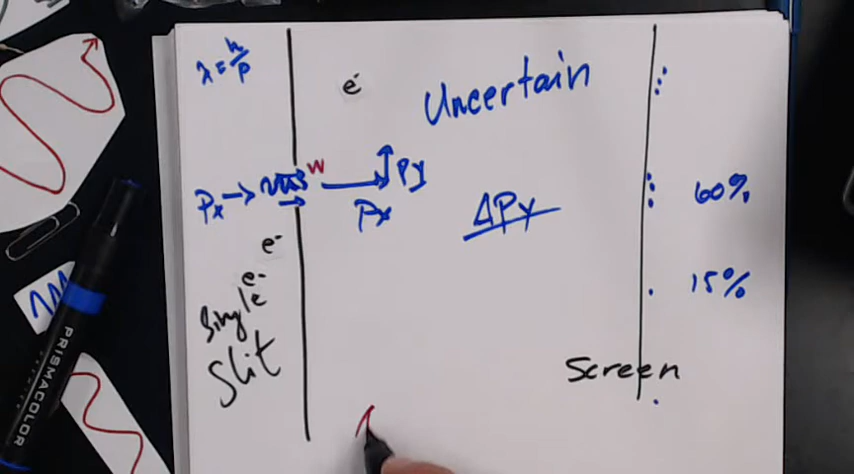 λ = h/p
e-
Uncertain
Px → w Px Py
ΔPy
60%
e-
e-
e-
15%
Single
Slit
Screen
PRISMACOLOR